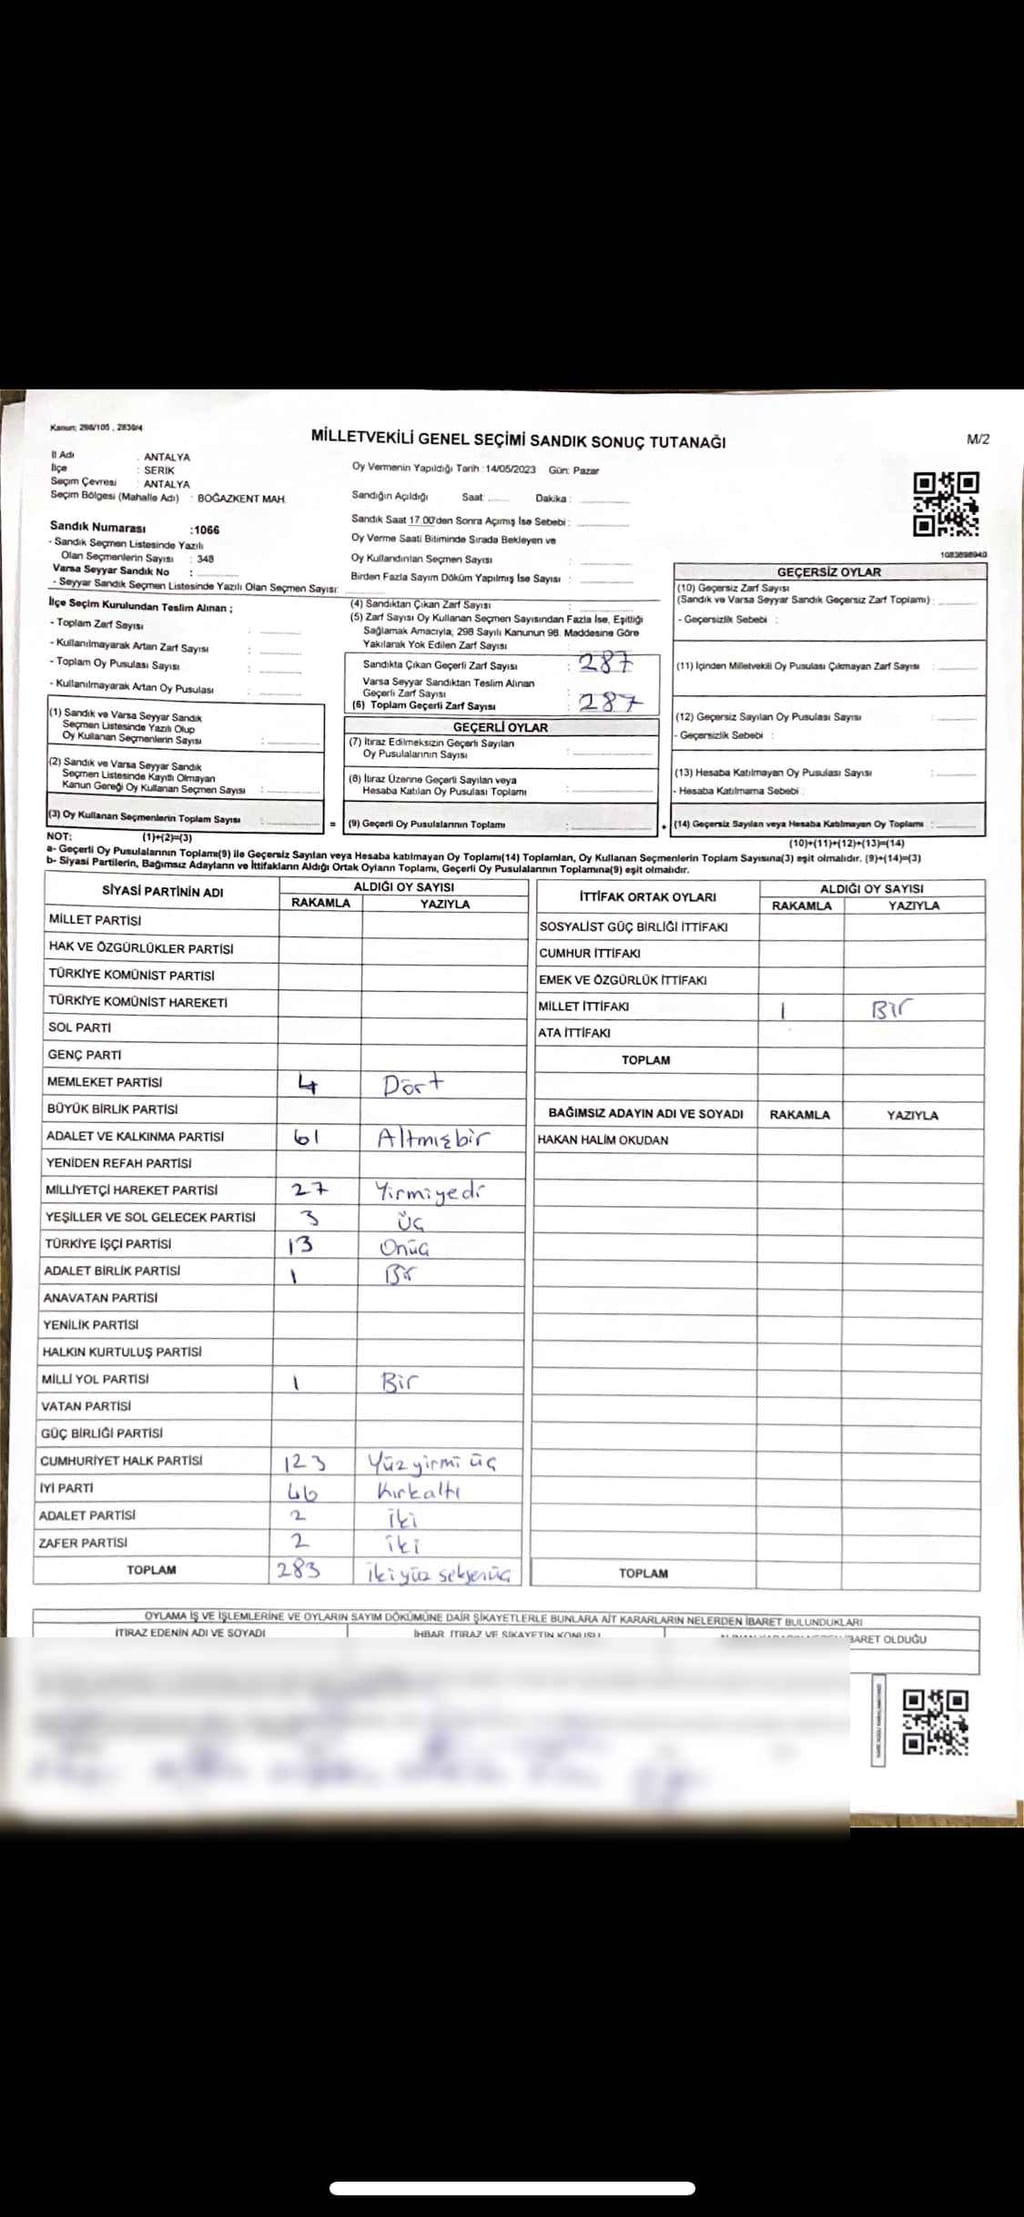 Kanun: 298/105 , 2839/4
MİLLETVEKİLİ GENEL SEÇİMİ SANDIK SONUÇ TUTANAĞI
M/2
İl Adı : ANTALYA
İlçe : SERIK
Seçim Çevresi : ANTALYA
Seçim Bölgesi (Mahalle Adı) : BOĞAZKENT MAH.
Oy Vermenin Yapıldığı Tarih : 14/05/2023 Gün: Pazar
Sandığın Açıldığı Saat: ...... Dakika : ............
Sandık Saat 17:00'den Sonra Açımış İse Sebebi : ............
Oy Verme Saati Bitiminde Sırada Bekleyen ve
Oy Kullandırılan Seçmen Sayısı : ............
Birden Fazla Sayım Döküm Yapılmış İse Sayısı : ............
Sandık Numarası :1066
- Sandık Seçmen Listesinde Yazılı
Olan Seçmenlerin Sayısı : 348
Varsa Seyyar Sandık No : ............
- Seyyar Sandık Seçmen Listesinde Yazılı Olan Seçmen Sayısı: ............
İlçe Seçim Kurulundan Teslim Alınan ;
- Toplam Zarf Sayısı : ............
- Kullanılmayarak Artan Zarf Sayısı : ............
- Toplam Oy Pusulası Sayısı : ............
- Kullanılmayarak Artan Oy Pusulası : ............
(1) Sandık ve Varsa Seyyar Sandık
Seçmen Listesinde Yazılı Olup
Oy Kullanan Seçmenlerin Sayısı : ............
(2) Sandık ve Varsa Seyyar Sandık
Seçmen Listesinde Kayıtlı Olmayan
Kanun Gereği Oy Kullanan Seçmen Sayısı : ............
(3) Oy Kullanan Seçmenlerin Toplam Sayısı : ............ =
(4) Sandıktan Çıkan Zarf Sayısı : ............
(5) Zarf Sayısı Oy Kullanan Seçmen Sayısından Fazla İse, Eşitliği
Sağlamak Amacıyla, 298 Sayılı Kanunun 98. Maddesine Göre
Yakılarak Yok Edilen Zarf Sayısı : ............
Sandıkta Çıkan Geçerli Zarf Sayısı : 287
Varsa Seyyar Sandıktan Teslim Alınan
Geçerli Zarf Sayısı :
(6) Toplam Geçerli Zarf Sayısı : 287
GEÇERLİ OYLAR
(7) İtiraz Edilmeksizin Geçerli Sayılan
Oy Pusulalarının Sayısı : ............
(8) İtiraz Üzerine Geçerli Sayılan veya
Hesaba Katılan Oy Pusulası Toplamı : ............
(9) Geçerli Oy Pusulalarının Toplamı : ............ +
GEÇERSİZ OYLAR
(10) Geçersiz Zarf Sayısı
(Sandık ve Varsa Seyyar Sandık Geçersiz Zarf Toplamı) : ............
- Geçersizlik Sebebi :
(11) İçinden Milletvekili Oy Pusulası Çıkmayan Zarf Sayısı : ............
(12) Geçersiz Sayılan Oy Pusulası Sayısı : ............
- Geçersizlik Sebebi :
(13) Hesaba Katılmayan Oy Pusulası Sayısı : ............
- Hesaba Katılmama Sebebi :
(14) Geçersiz Sayılan veya Hesaba Katılmayan Oy Toplamı : ............
NOT: (1)+(2)=(3)
(10)+(11)+(12)+(13)=(14)
a- Geçerli Oy Pusulalarının Toplamı(9) ile Geçersiz Sayılan veya Hesaba katılmayan Oy Toplamı(14) Toplamları, Oy Kullanan Seçmenlerin Toplam Sayısına(3) eşit olmalıdır. (9)+(14)=(3)
b- Siyasi Partilerin, Bağımsız Adayların ve İttifakların Aldığı Ortak Oyların Toplamı, Geçerli Oy Pusulalarının Toplamına(9) eşit olmalıdır.
SİYASİ PARTİNİN ADI ALDIĞI OY SAYISI
RAKAMLA YAZIYLA
MİLLET PARTİSİ
HAK VE ÖZGÜRLÜKLER PARTİSİ
TÜRKİYE KOMÜNİST PARTİSİ
TÜRKİYE KOMÜNİST HAREKETİ
SOL PARTİ
GENÇ PARTİ
MEMLEKET PARTİSİ 4 Dört
BÜYÜK BİRLİK PARTİSİ
ADALET VE KALKINMA PARTİSİ 61 Altmışbir
YENİDEN REFAH PARTİSİ
MİLLİYETÇİ HAREKET PARTİSİ 27 Yirmiyedi
YEŞİLLER VE SOL GELECEK PARTİSİ 3 Üç
TÜRKİYE İŞÇİ PARTİSİ 13 Onüç
ADALET BİRLİK PARTİSİ 1 Bir
ANAVATAN PARTİSİ
YENİLİK PARTİSİ
HALKIN KURTULUŞ PARTİSİ
MİLLİ YOL PARTİSİ 1 Bir
VATAN PARTİSİ
GÜÇ BİRLİĞİ PARTİSİ
CUMHURİYET HALK PARTİSİ 123 Yüzyirmi üç
İYİ PARTİ 46 Kırkaltı
ADALET PARTİSİ 2 İki
ZAFER PARTİSİ 2 İki
TOPLAM 283 İkiyüz seksenüç
İTTİFAK ORTAK OYLARI ALDIĞI OY SAYISI
RAKAMLA YAZIYLA
SOSYALİST GÜÇ BİRLİĞİ İTTİFAKI
CUMHUR İTTİFAKI
EMEK VE ÖZGÜRLÜK İTTİFAKI
MİLLET İTTİFAKI 1 Bir
ATA İTTİFAKI
TOPLAM
BAĞIMSIZ ADAYIN ADI VE SOYADI RAKAMLA YAZIYLA
HAKAN HALİM OKUDAN
TOPLAM
OYLAMA İŞ VE İŞLEMLERİNE VE OYLARIN SAYIM DÖKÜMÜNE DAİR ŞİKAYETLERLE BUNLARA AİT KARARLARIN NELERDEN İBARET BULUNDUKLARI
İTİRAZ EDENİN ADI VE SOYADI İHBAR, İTİRAZ VE ŞİKAYETİN KONUSU İBARET OLDUĞU